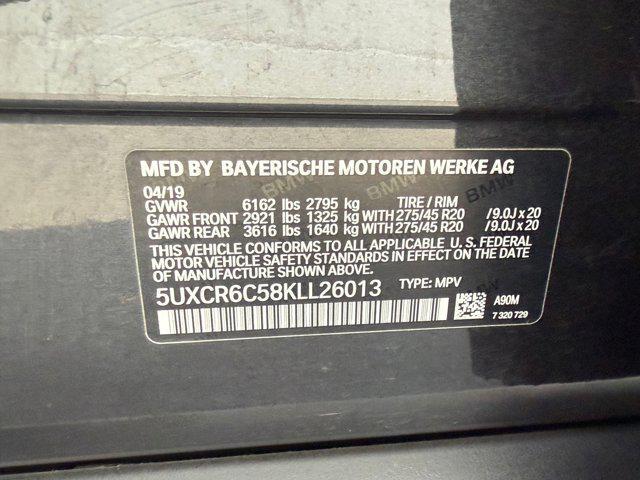 MFD BY BAYERISCHE MOTOREN WERKE AG
04/19
GVWR 6162 lbs 2795 kg TIRE / RIM
GAWR FRONT 2921 lbs 1325 kg WITH 275/45 R20 /9.0J x 20
GAWR REAR 3616 lbs 1640 kg WITH 275/45 R20 /9.0J x 20
THIS VEHICLE CONFORMS TO ALL APPLICABLE U. S. FEDERAL
MOTOR VEHICLE SAFETY STANDARDS IN EFFECT ON THE DATE
OF MANUFACTURE SHOWN ABOVE.
5UXCR6C58KLL26013 TYPE: MPV
A90M
7 320 729